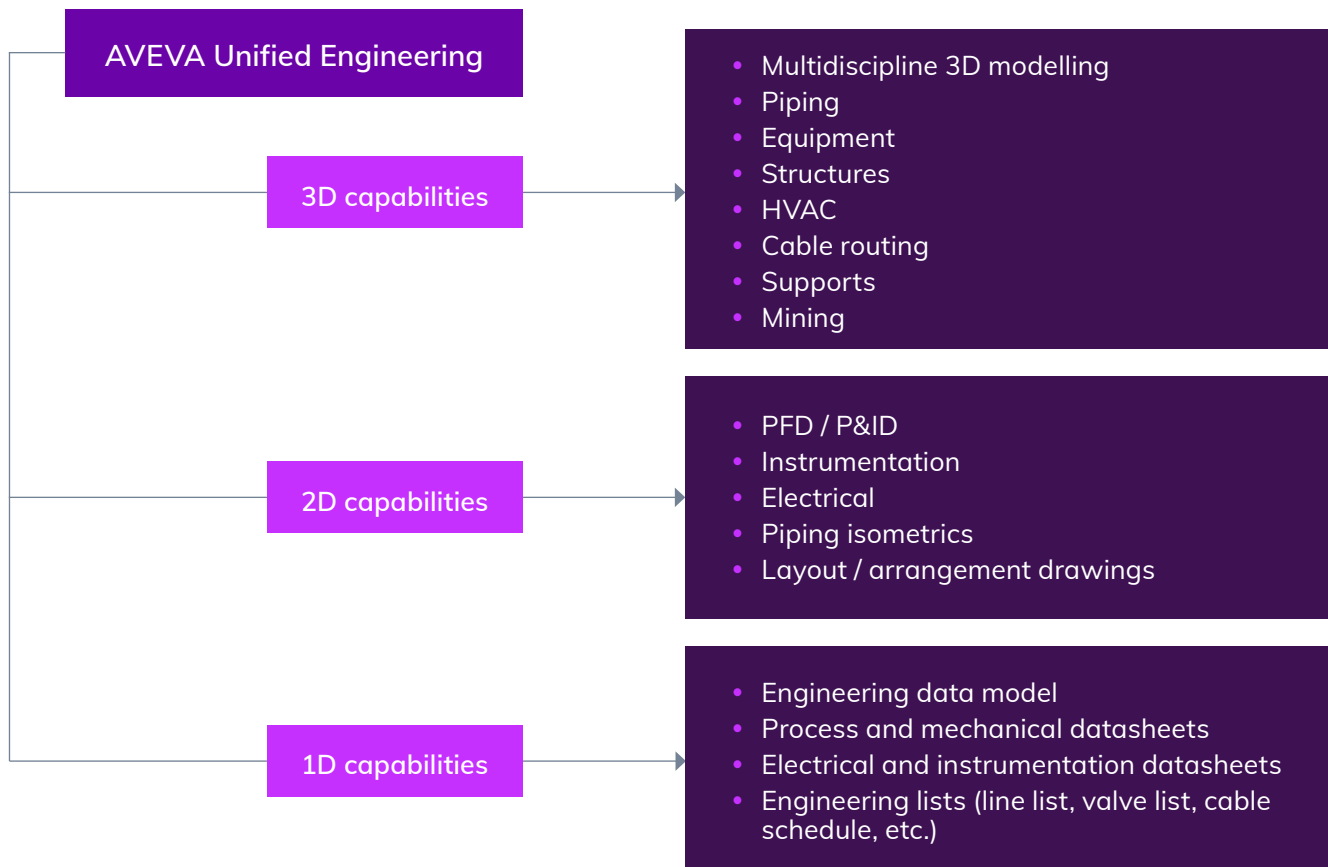 AVEVA Unified Engineering
3D capabilities
• Multidiscipline 3D modelling
• Piping
• Equipment
• Structures
• HVAC
• Cable routing
• Supports
• Mining
2D capabilities
• PFD / P&ID
• Instrumentation
• Electrical
• Piping isometrics
• Layout / arrangement drawings
1D capabilities
• Engineering data model
• Process and mechanical datasheets
• Electrical and instrumentation datasheets
• Engineering lists (line list, valve list, cable
schedule, etc.)